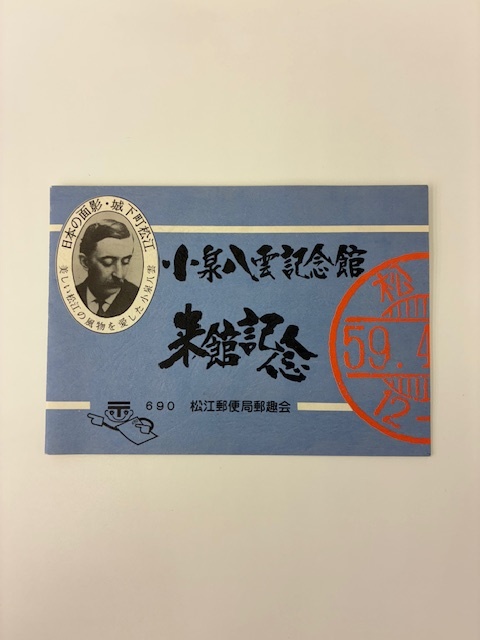 日本の面影・城下町松江
美しい松江の風物を愛した小泉八雲
小泉八雲記念館
来館記念
松
59.4
690 松江郵便局郵趣会